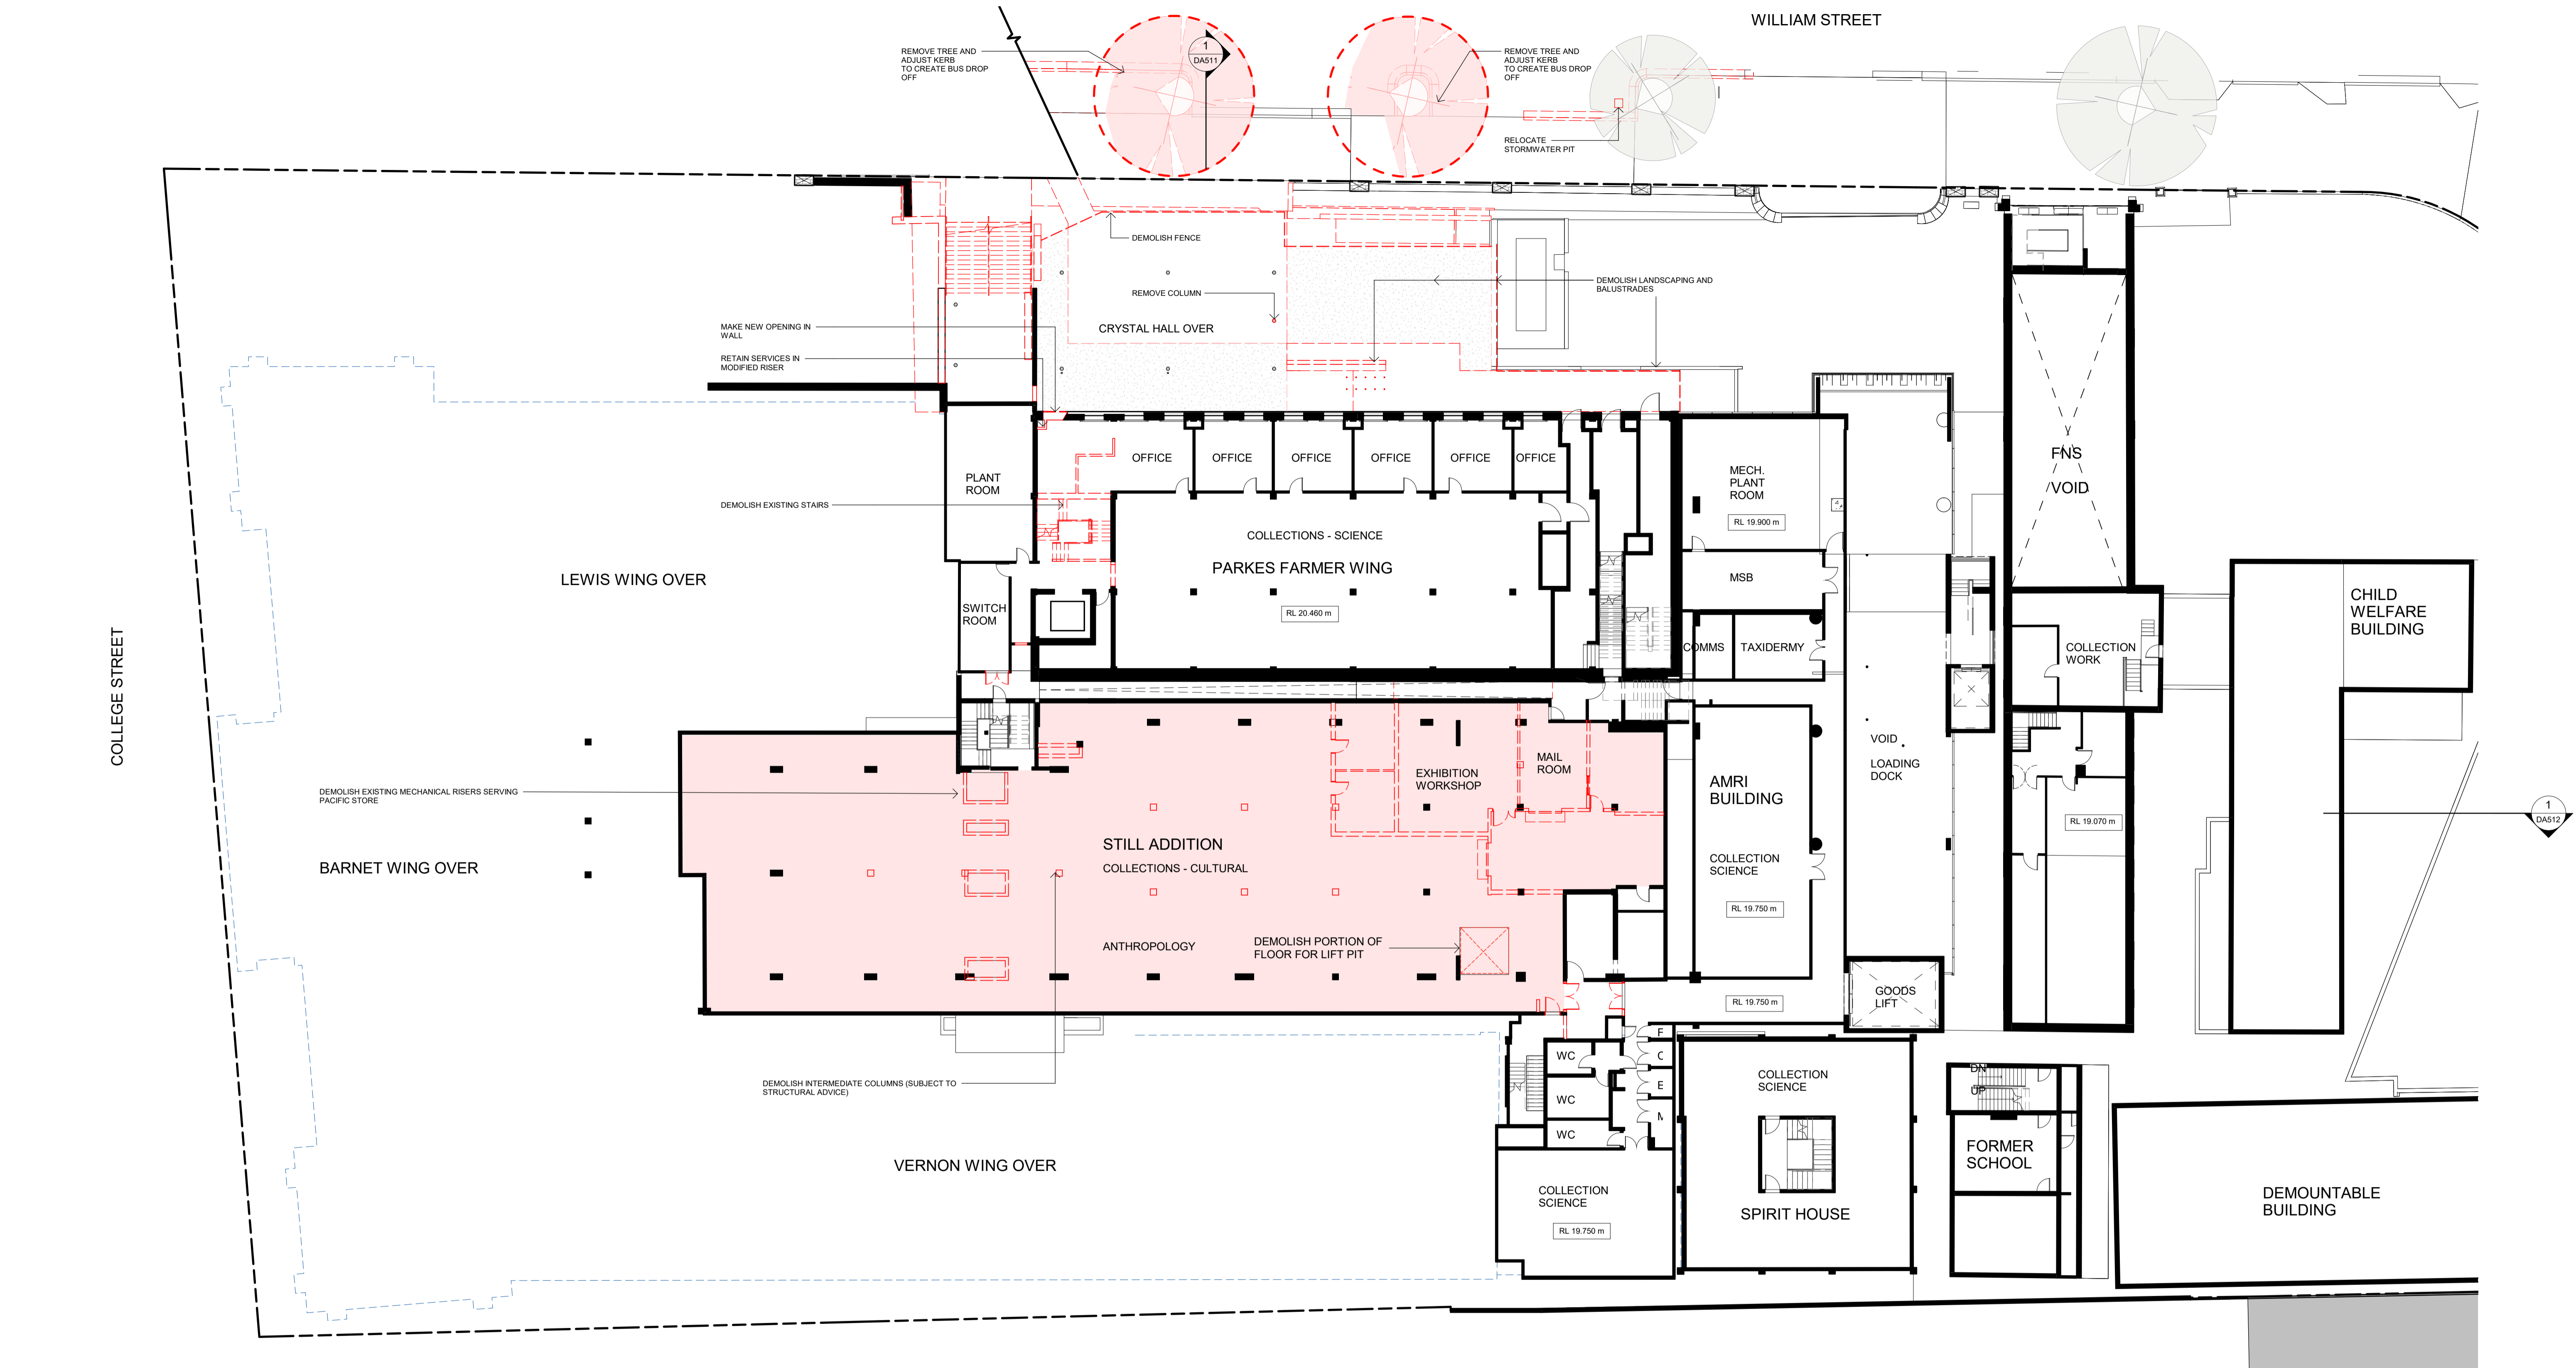 WILLIAM STREET
REMOVE TREE AND
ADJUST KERB
TO CREATE BUS DROP
OFF
1
DA511
REMOVE TREE AND
ADJUST KERB
TO CREATE BUS DROP
OFF
RELOCATE
STORMWATER PIT
DEMOLISH FENCE
REMOVE COLUMN
DEMOLISH LANDSCAPING AND
BALUSTRADES
MAKE NEW OPENING IN
WALL
CRYSTAL HALL OVER
RETAIN SERVICES IN
MODIFIED RISER
OFFICE
OFFICE
OFFICE
OFFICE
OFFICE
OFFICE
PLANT
ROOM
MECH.
PLANT
ROOM
RL 19.900 m
FNS
VOID
DEMOLISH EXISTING STAIRS
COLLECTIONS - SCIENCE
PARKES FARMER WING
RL 20.460 m
LEWIS WING OVER
SWITCH
ROOM
MSB
COMMS
TAXIDERMY
COLLECTION
WORK
CHILD
WELFARE
BUILDING
COLLEGE STREET
VOID
LOADING
DOCK
MAIL
ROOM
EXHIBITION
WORKSHOP
AMRI
BUILDING
DEMOLISH EXISTING MECHANICAL RISERS SERVING
PACIFIC STORE
RL 19.070 m
1
DA512
STILL ADDITION
COLLECTIONS - CULTURAL
BARNET WING OVER
COLLECTION
SCIENCE
RL 19.750 m
ANTHROPOLOGY
DEMOLISH PORTION OF
FLOOR FOR LIFT PIT
GOODS
LIFT
RL 19.750 m
DEMOLISH INTERMEDIATE COLUMNS (SUBJECT TO
STRUCTURAL ADVICE)
WC
WC
WC
E
COLLECTION
SCIENCE
DN
UP
VERNON WING OVER
FORMER
SCHOOL
COLLECTION
SCIENCE
RL 19.750 m
SPIRIT HOUSE
DEMOUNTABLE
BUILDING